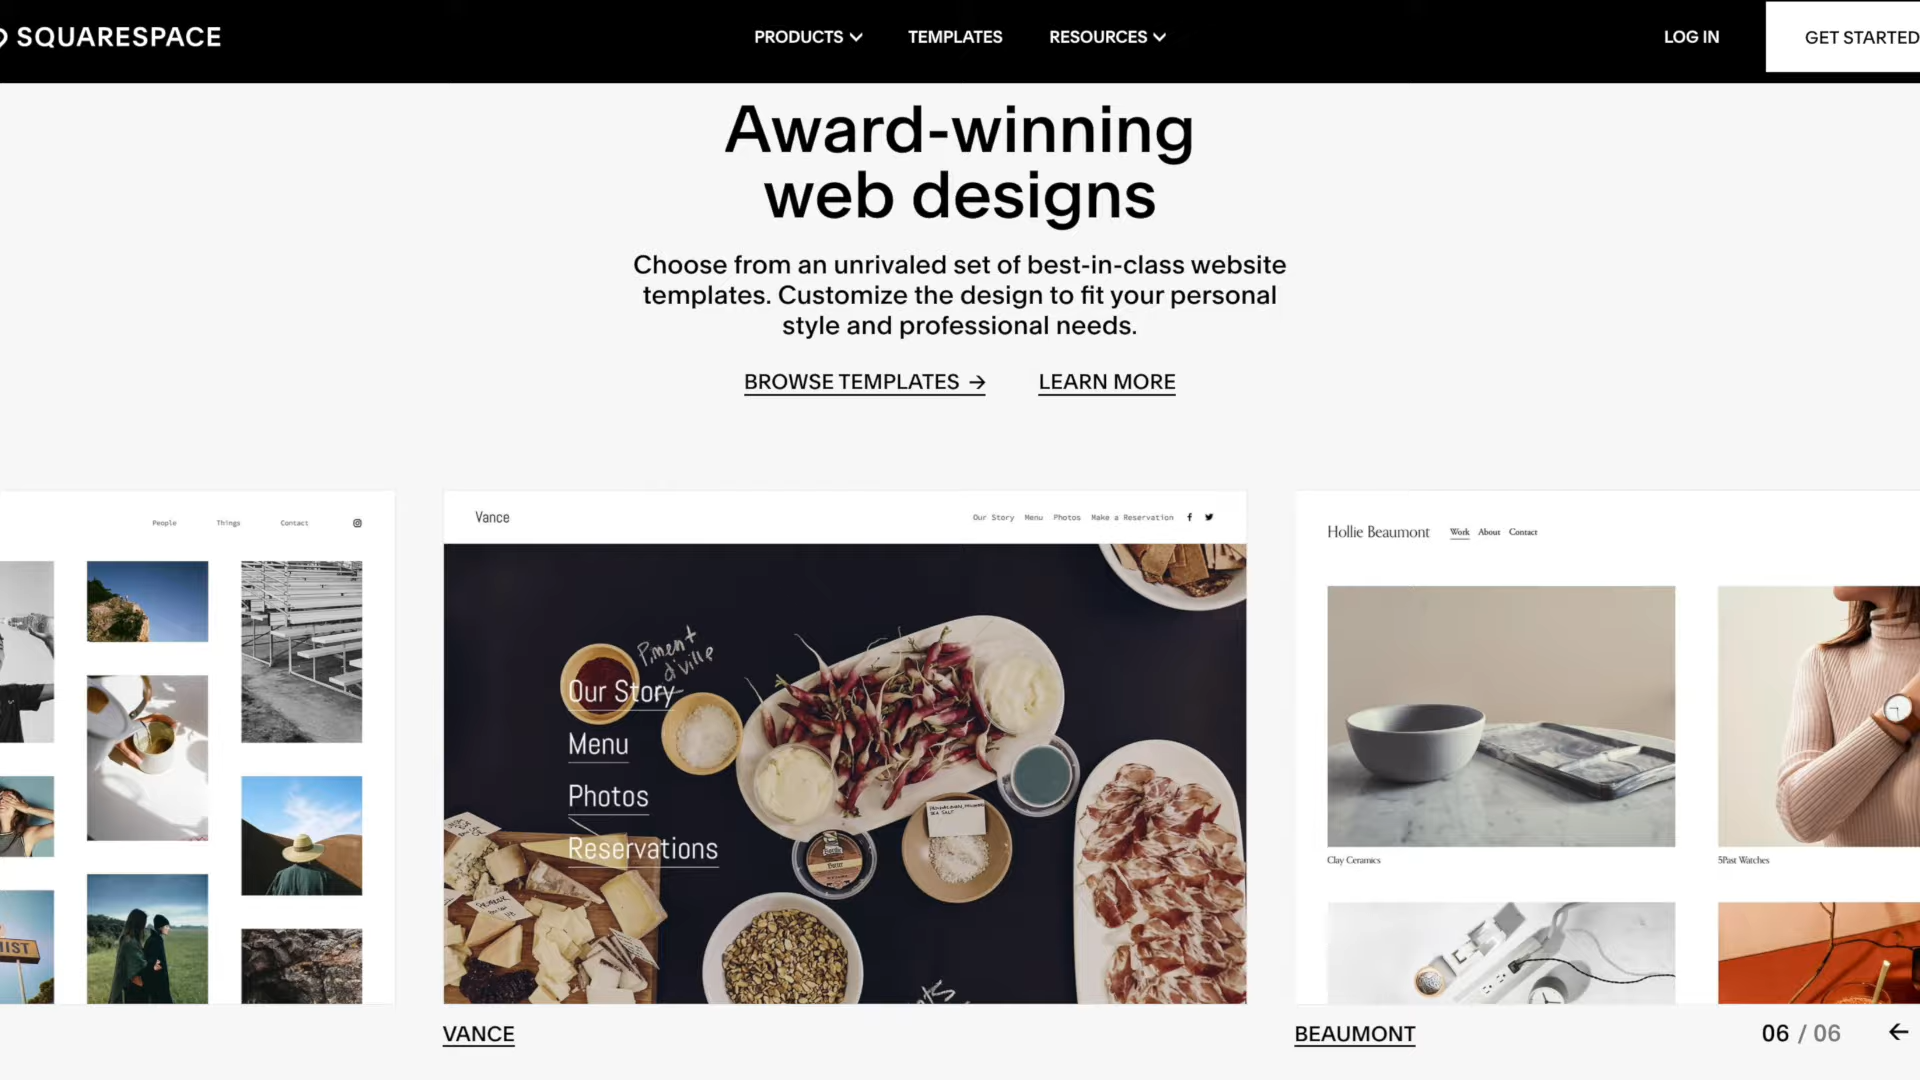 SQUARESPACE
PRODUCTS
TEMPLATES
RESOURCES
LOG IN
GET STARTED
Award-winning
web designs
Choose from an unrivaled set of best-in-class website
templates. Customize the design to fit your personal
style and professional needs.
BROWSE TEMPLATES →
LEARN MORE
People Things Contact
Vance
Our Story Menu Photos Make a Reservation
Piment
d'ville
Our Story
Menu
Photos
Reservations
Hollie Beaumont
Work About Contact
Clay Ceramics
5Past Watches
VANCE
BEAUMONT
06 / 06